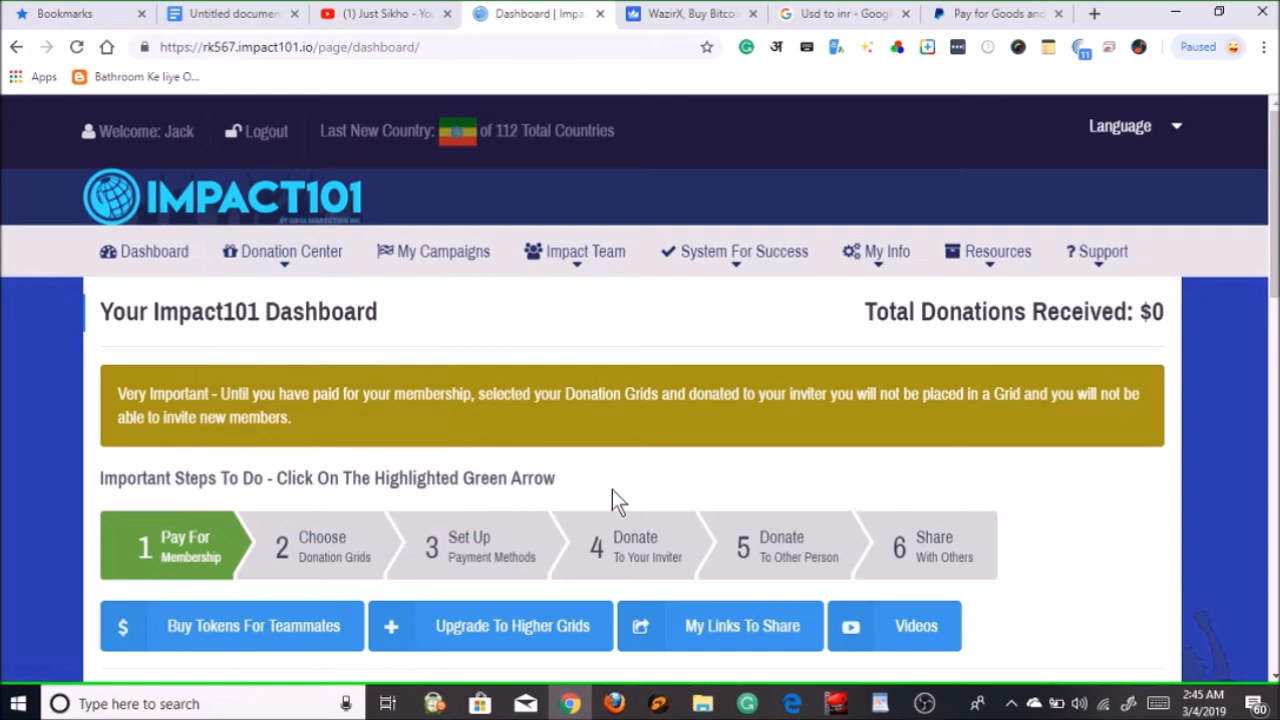 Bookmarks
Untitled documen
(1) Just Sikho - Yo
Dashboard | Impa
WazirX, Buy Bitco
Usd to inr - Goog
Pay for Goods and
https://rk567.impact101.io/page/dashboard/
11
Paused
Apps
Bathroom Ke liye O...
Welcome: Jack
Logout
Last New Country: of 112 Total Countries
Language
IMPACT101
Dashboard
Donation Center
My Campaigns
Impact Team
System For Success
My Info
Resources
? Support
Your Impact101 Dashboard
Total Donations Received: $0
Very Important - Until you have paid for your membership, selected your Donation Grids and donated to your inviter you will not be placed in a Grid and you will not be
able to invite new members.
Important Steps To Do - Click On The Highlighted Green Arrow
1 Pay For
Membership
2 Choose
Donation Grids
3 Set Up
Payment Methods
4 Donate
To Your Inviter
5 Donate
To Other Person
6 Share
With Others
$ Buy Tokens For Teammates
+ Upgrade To Higher Grids
My Links To Share
Videos
Type here to search
2:45 AM
3/4/2019
60